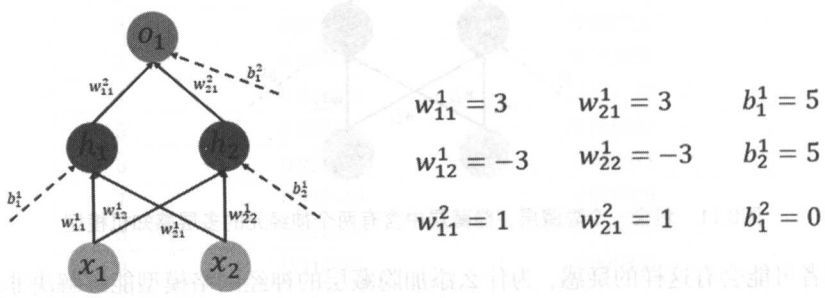 o₁
w²₁₁ w²₂₁ b²₁
h₁ h₂
b¹₁ w¹₁₁ w¹₁₂ w¹₂₁ w¹₂₂ b¹₂
x₁ x₂
w¹₁₁ = 3 w¹₂₁ = 3 b¹₁ = 5
w¹₁₂ = −3 w¹₂₂ = −3 b¹₂ = 5
w²₁₁ = 1 w²₂₁ = 1 b²₁ = 0